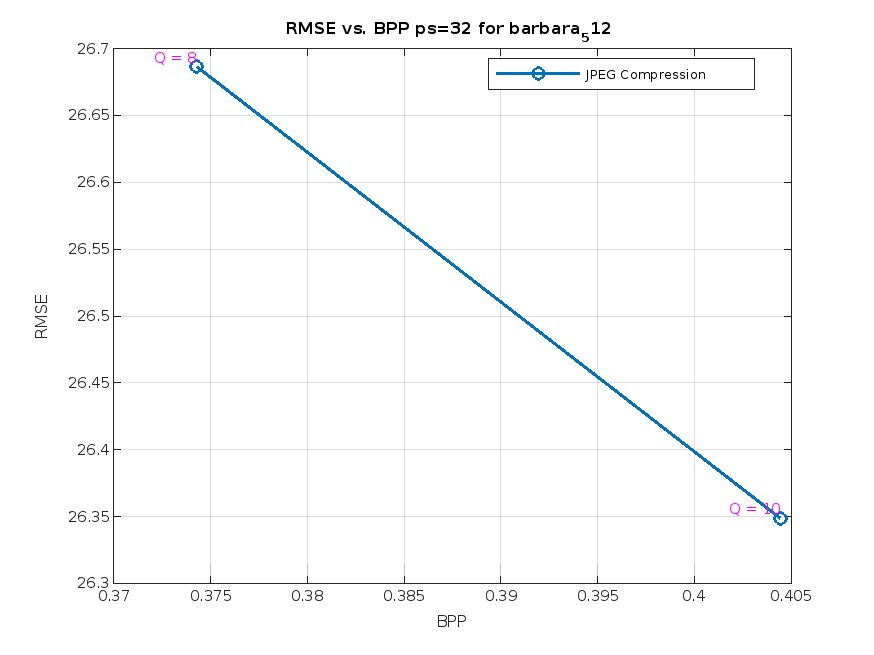 RMSE vs. BPP ps=32 for barbara₅12
26.7
Q = 8
JPEG Compression
26.65
26.6
26.55
26.5
RMSE
26.45
26.4
Q = 10
26.35
26.3
0.37 0.375 0.38 0.385 0.39 0.395 0.4 0.405
BPP